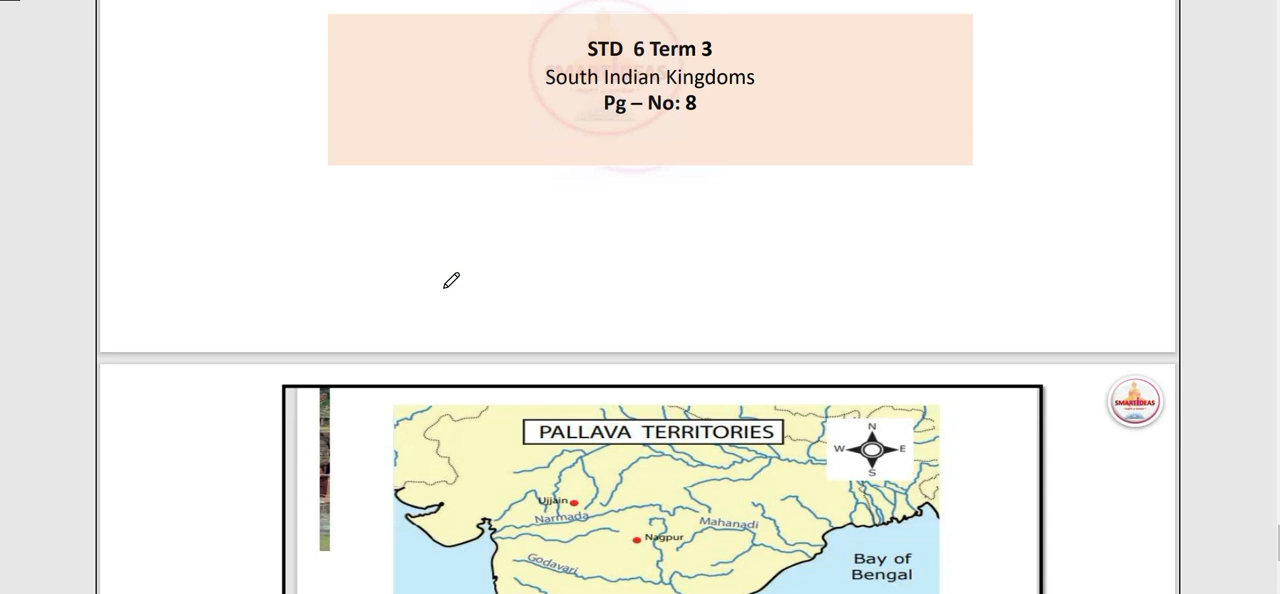 STD 6 Term 3
South Indian Kingdoms
Pg – No: 8
SMARTIDEAS
PALLAVA TERRITORIES
N
W
E
S
Ujjain
Narmada
Mahanadi
Nagpur
Godavari
Bay of
Bengal